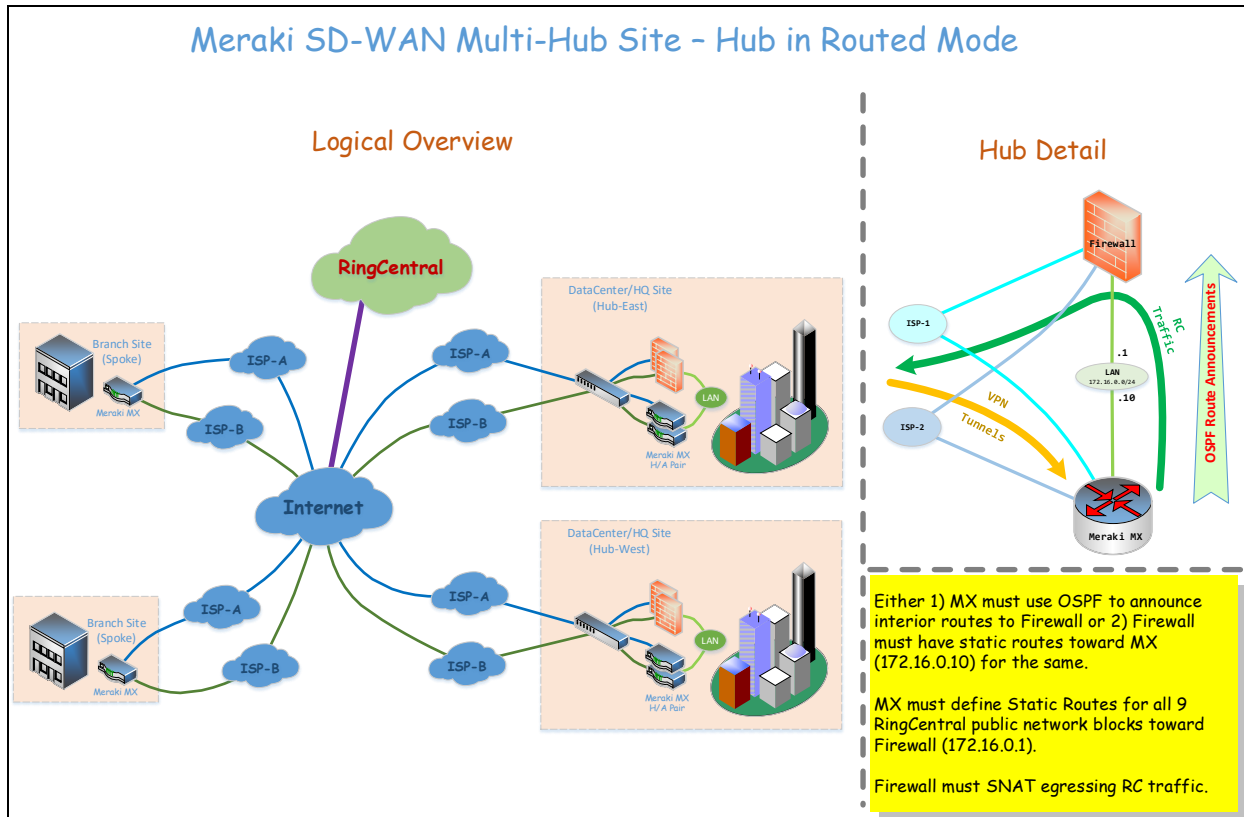 Meraki SD-WAN Multi-Hub Site – Hub in Routed Mode
Logical Overview
RingCentral
Branch Site
(Spoke)
Meraki MX
ISP-A
ISP-B
Internet
ISP-A
ISP-B
DataCenter/HQ Site
(Hub-East)
LAN
Meraki MX
H/A Pair
Branch Site
(Spoke)
Meraki MX
ISP-A
ISP-B
ISP-A
ISP-B
DataCenter/HQ Site
(Hub-West)
LAN
Meraki MX
H/A Pair
Hub Detail
Firewall
ISP-1
RC
Traffic
.1
LAN
172.16.0.0/24
.10
VPN
Tunnels
ISP-2
OSPF Route Announcements
Meraki MX
Either 1) MX must use OSPF to announce
interior routes to Firewall or 2) Firewall
must have static routes toward MX
(172.16.0.10) for the same.
MX must define Static Routes for all 9
RingCentral public network blocks toward
Firewall (172.16.0.1).
Firewall must SNAT egressing RC traffic.